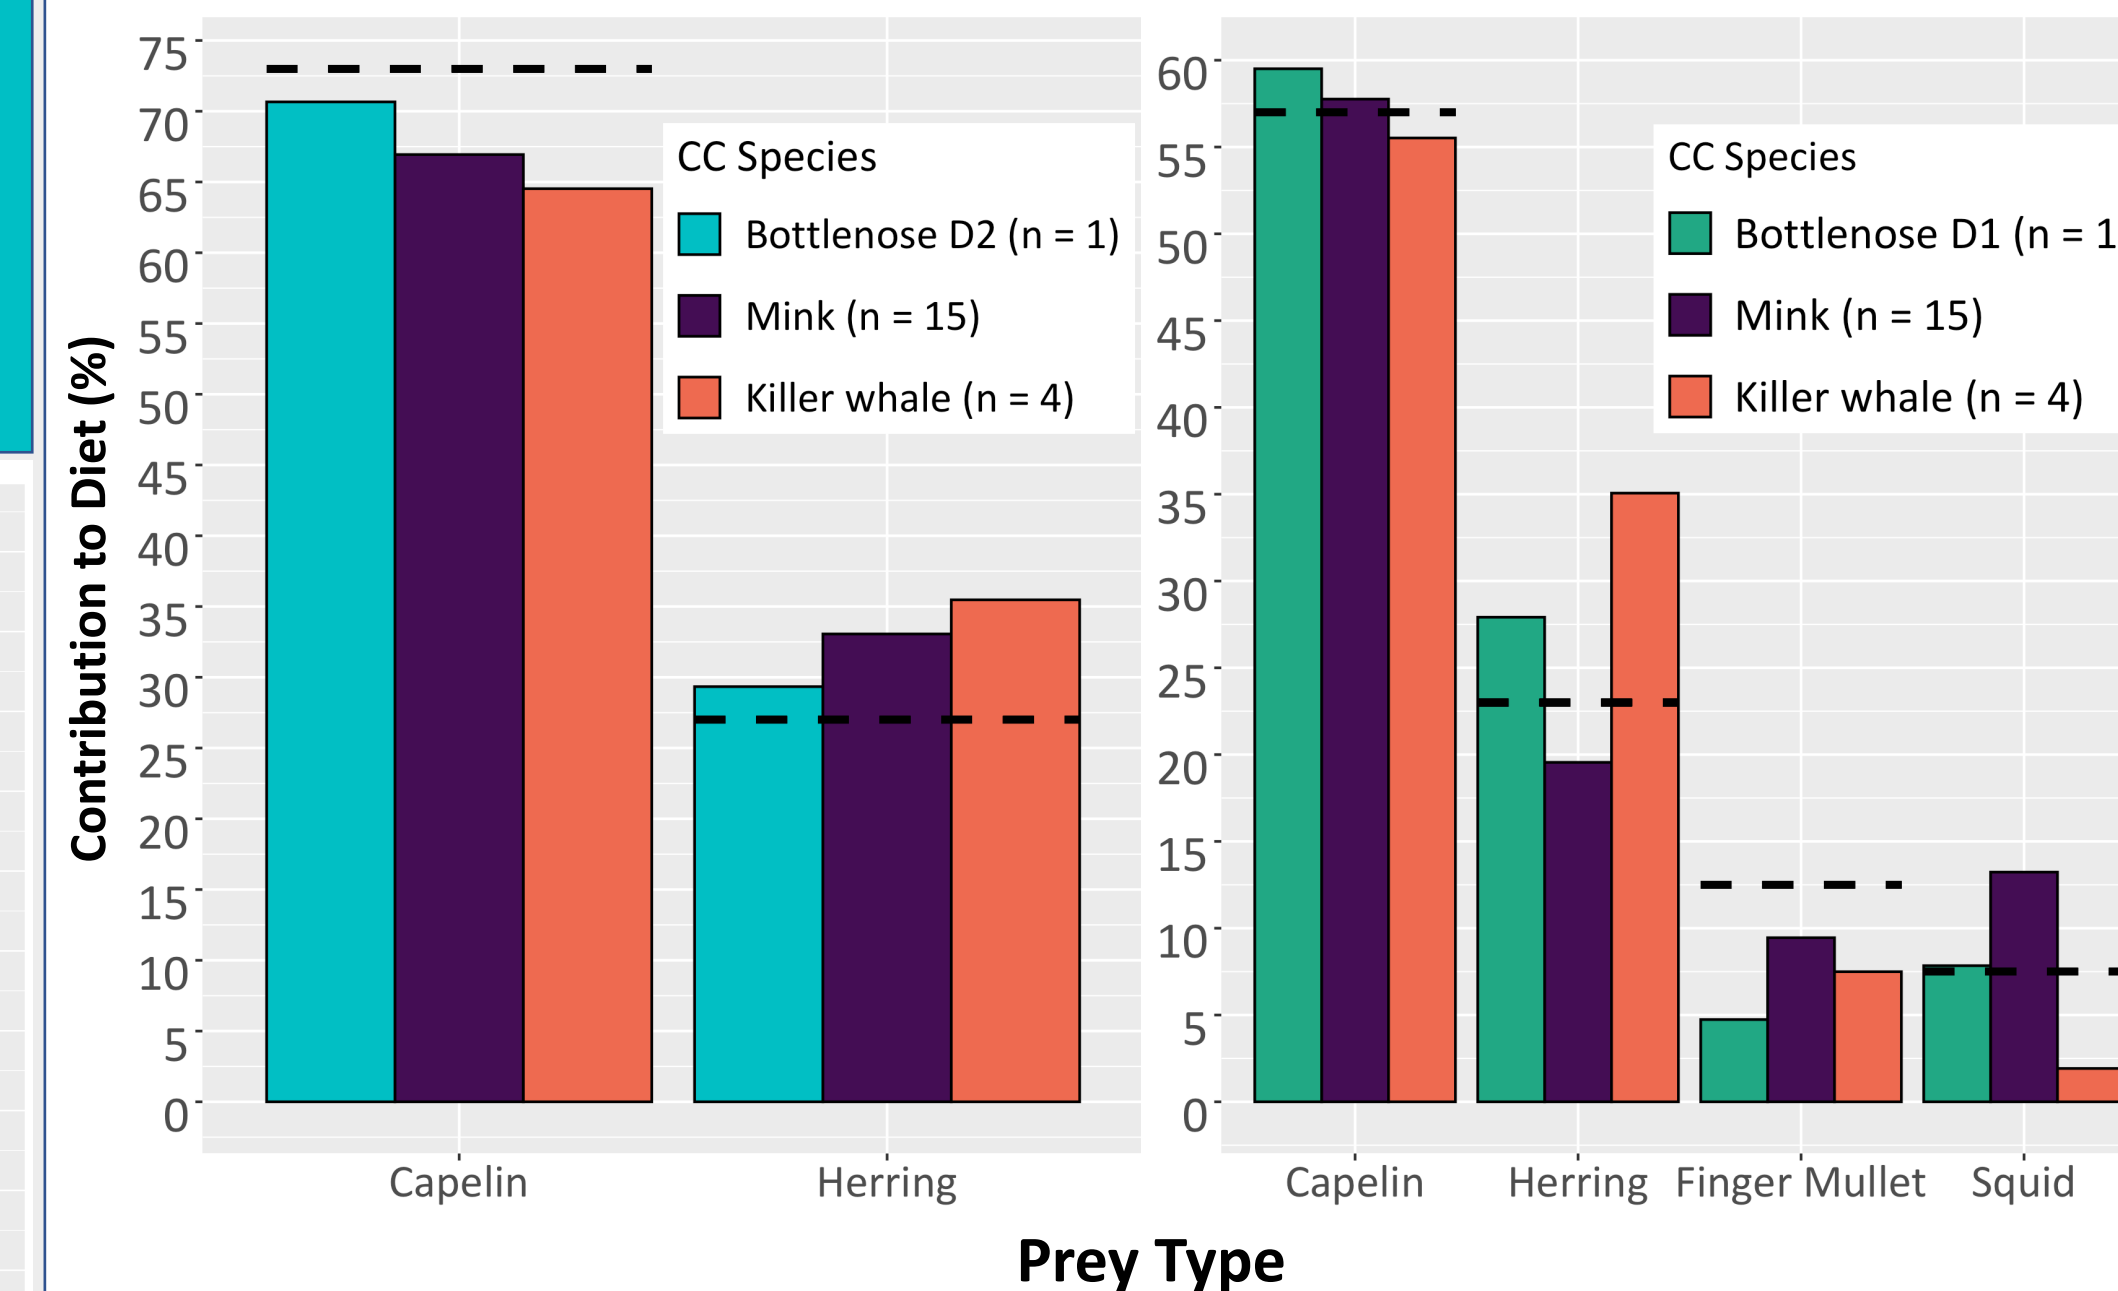 Contribution to Diet (%)
75
70
65
60
55
50
45
40
35
30
25
20
15
10
5
0
CC Species
Bottlenose D2 (n = 1)
Mink (n = 15)
Killer whale (n = 4)
Capelin
Herring
60
55
50
45
40
35
30
25
20
15
10
5
0
CC Species
Bottlenose D1 (n = 1
Mink (n = 15)
Killer whale (n = 4)
Capelin
Herring
Finger Mullet
Squid
Prey Type